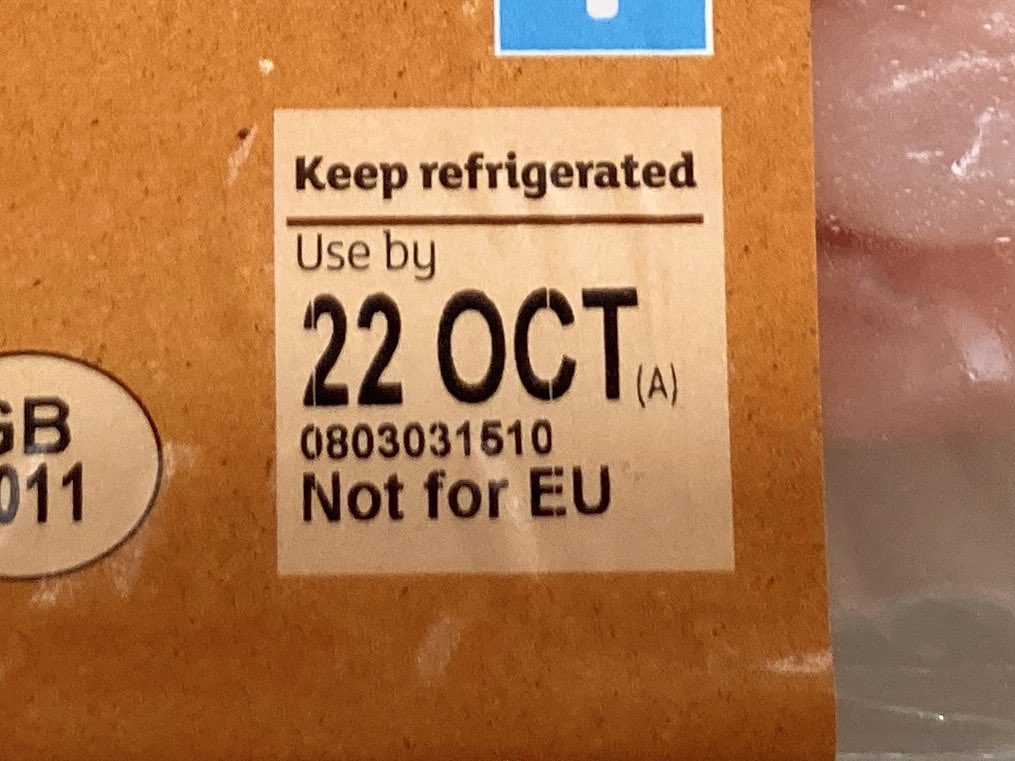 Keep refrigerated
Use by
22 OCT (A)
0803031510
Not for EU
GB
011